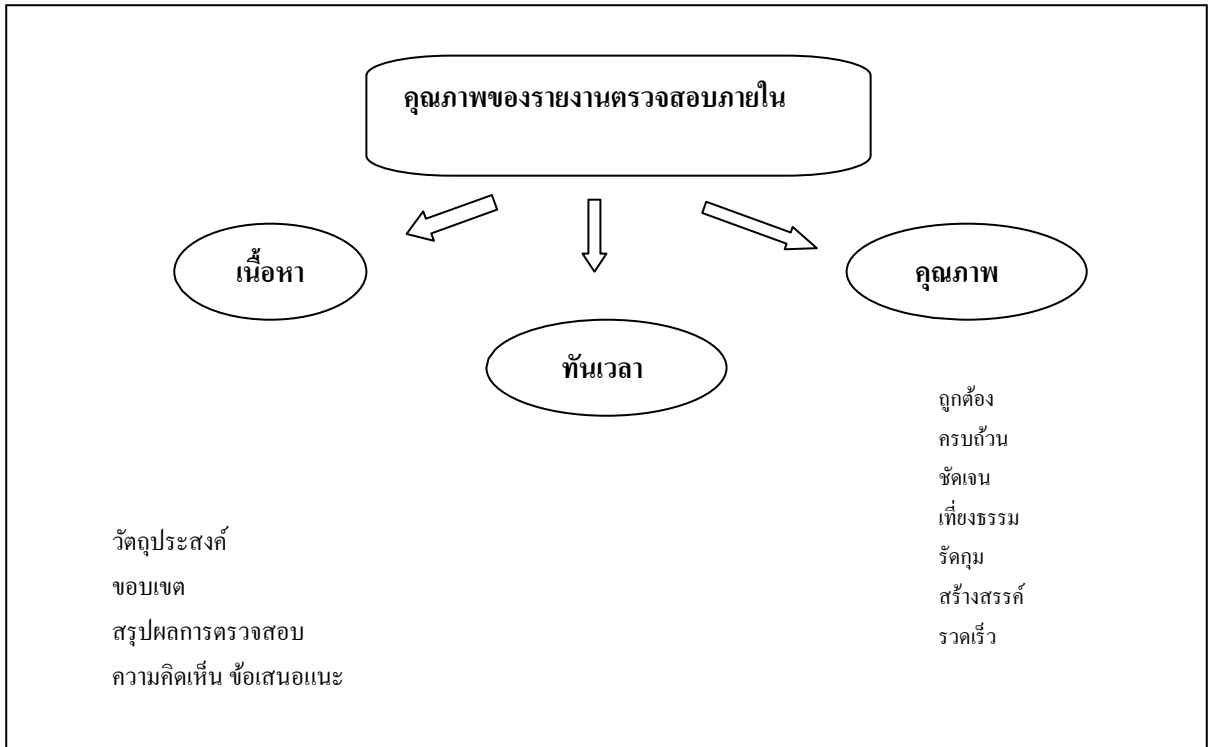 คุณภาพของรายงานตรวจสอบภายใน
เนื้อหา
คุณภาพ
ทันเวลา
วัตถุประสงค์
ขอบเขต
สรุปผลการตรวจสอบ
ความคิดเห็น ข้อเสนอแนะ
ถูกต้อง
ครบถ้วน
ชัดเจน
เที่ยงธรรม
รัดกุม
สร้างสรรค์
รวดเร็ว